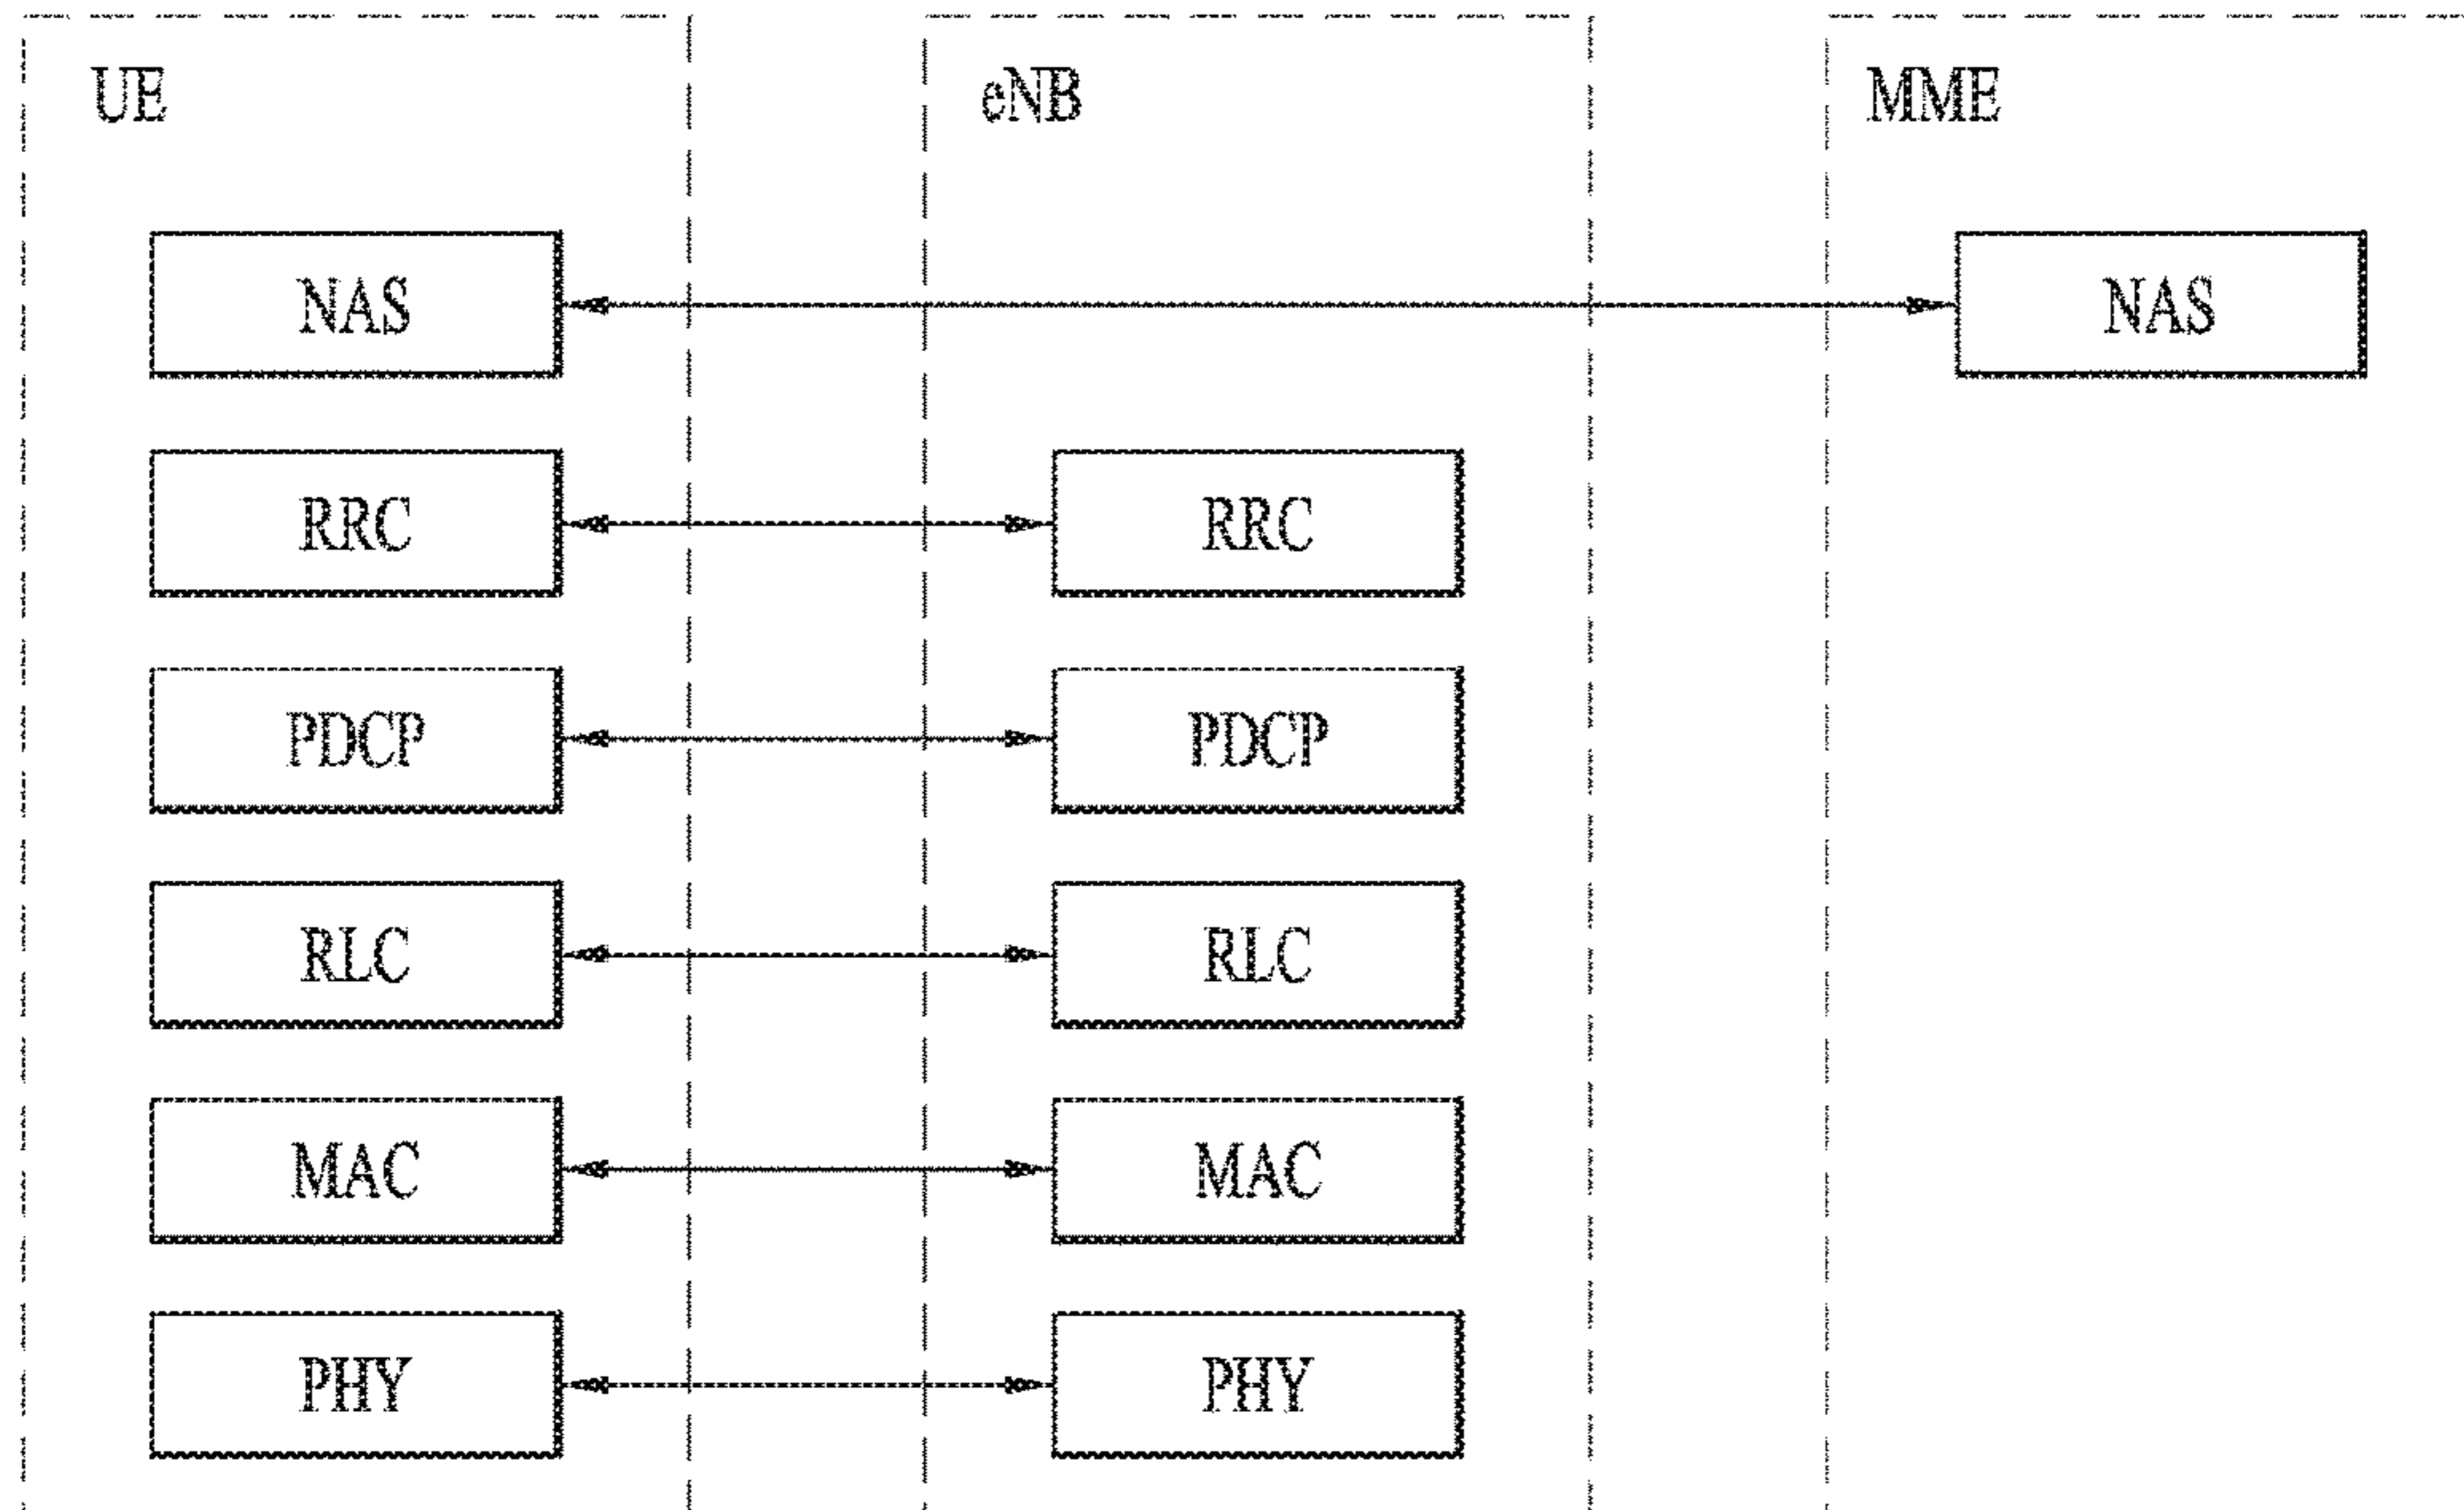 UE eNB MME
NAS NAS
RRC RRC
PDCP PDCP
RLC RLC
MAC MAC
PHY PHY